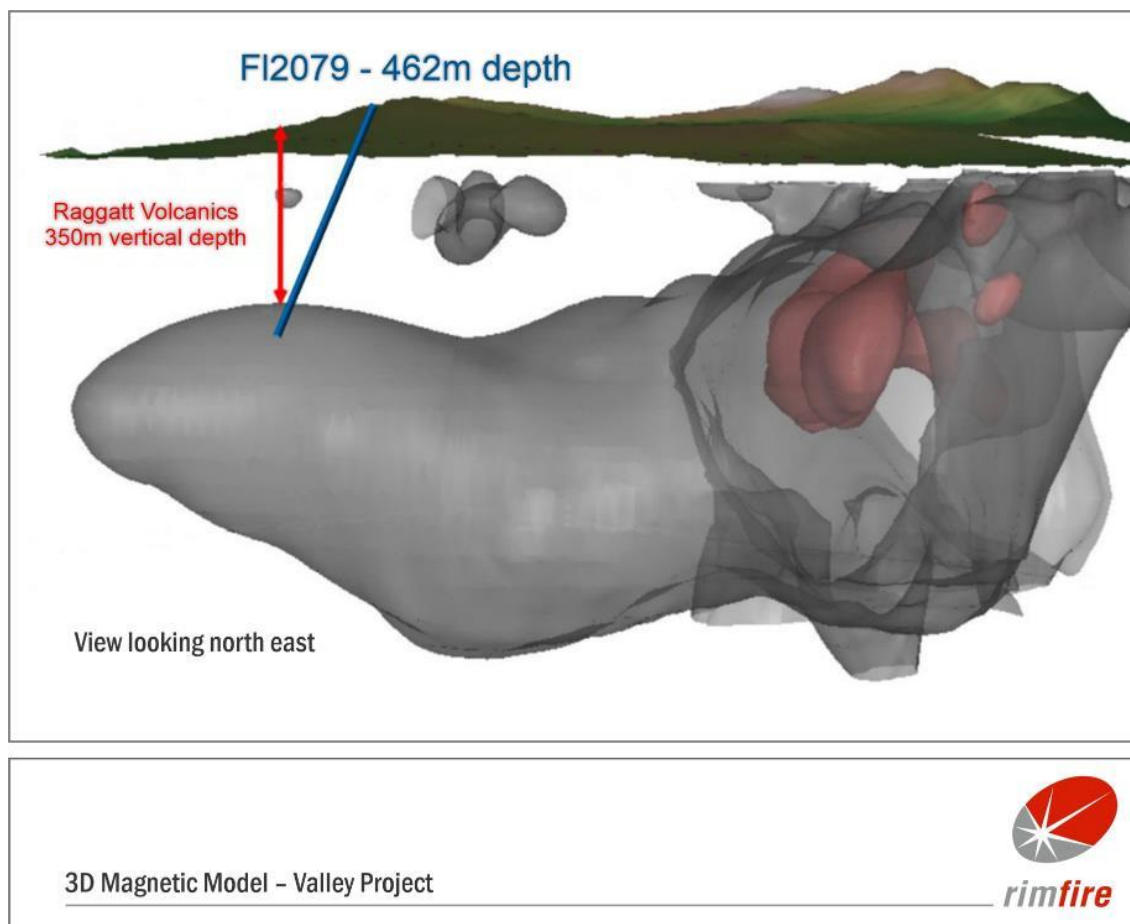 FI2079 - 462m depth
Raggatt Volcanics
350m vertical depth
View looking north east
3D Magnetic Model – Valley Project
rimfire